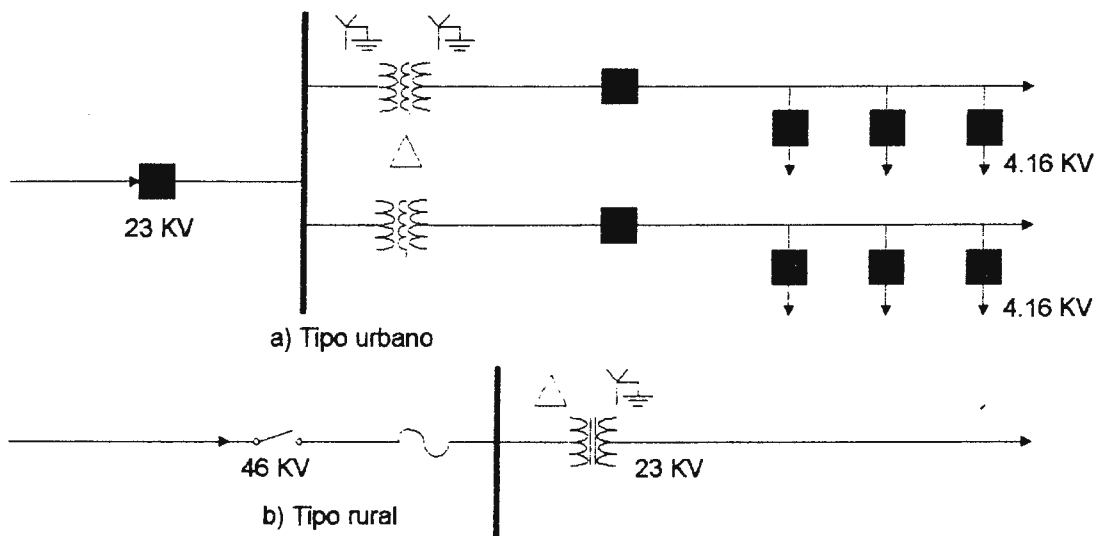 4.16 KV
23 KV
4.16 KV
a) Tipo urbano
46 KV
23 KV
b) Tipo rural